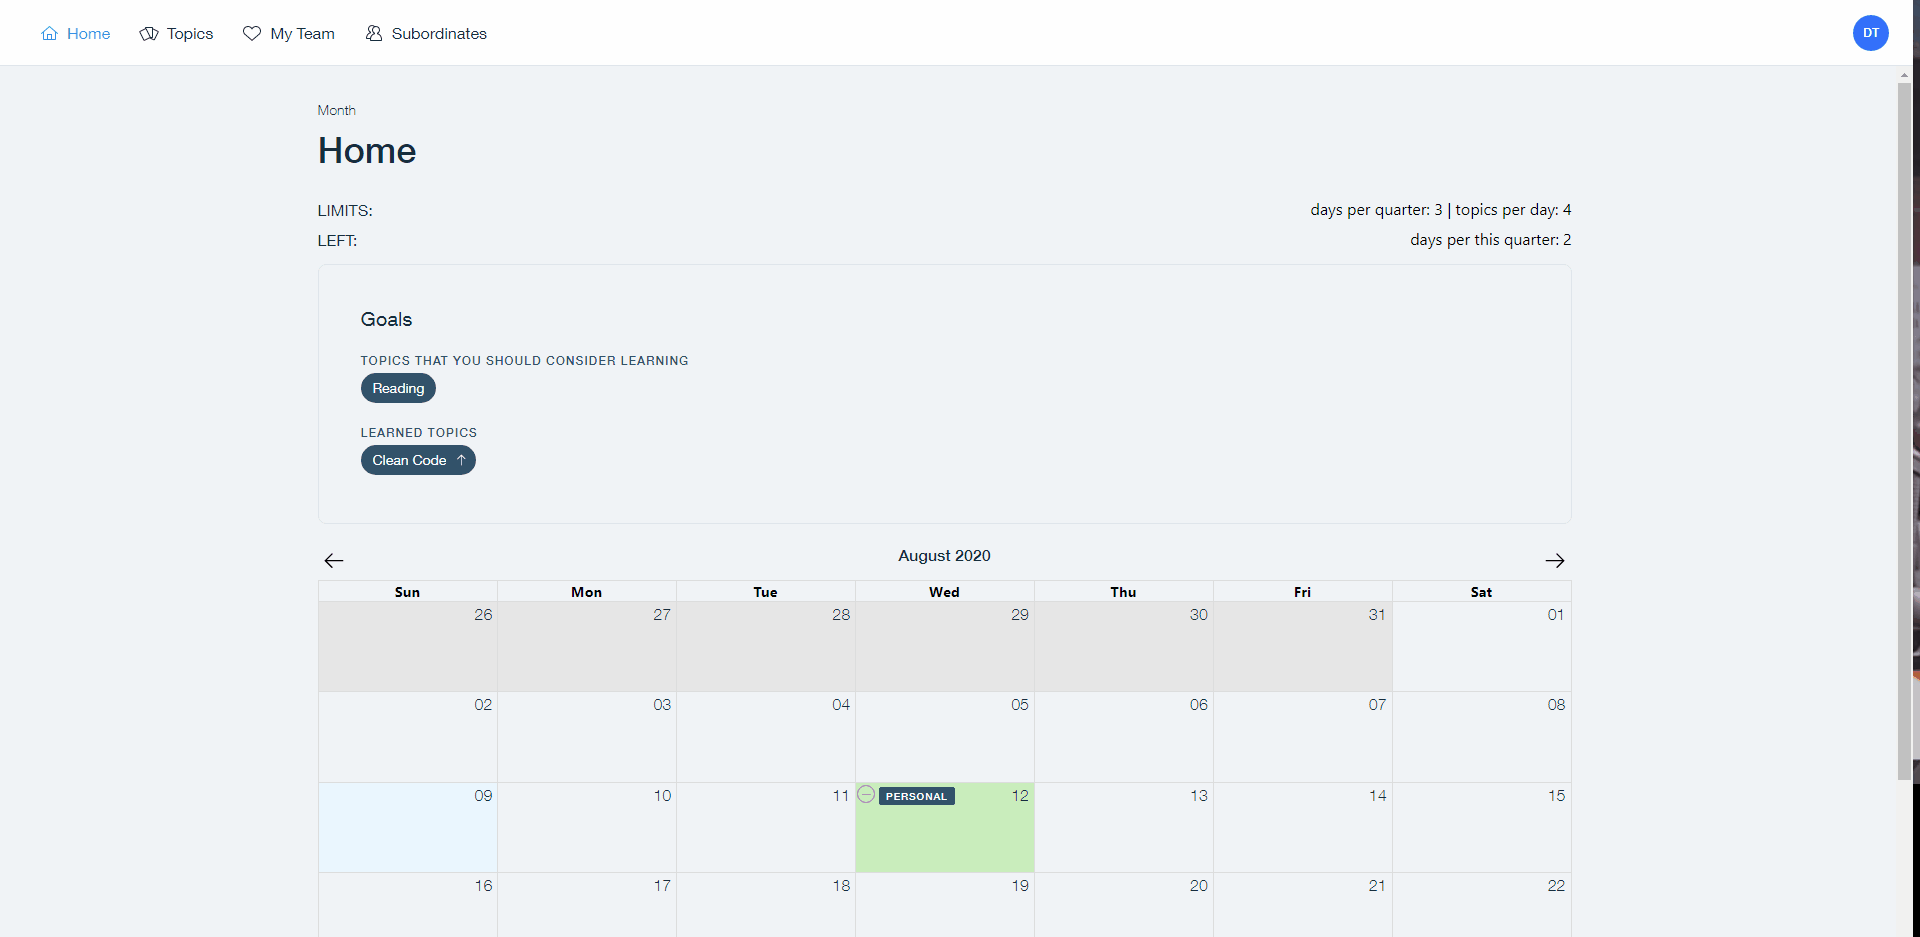 Home Topics My Team Subordinates DT
Month
Home
LIMITS: days per quarter: 3 | topics per day: 4
LEFT: days per this quarter: 2
Goals
TOPICS THAT YOU SHOULD CONSIDER LEARNING
Reading
LEARNED TOPICS
Clean Code ↑
← August 2020 →
Sun Mon Tue Wed Thu Fri Sat
26 27 28 29 30 31 01
02 03 04 05 06 07 08
09 10 11 PERSONAL 12 13 14 15
16 17 18 19 20 21 22